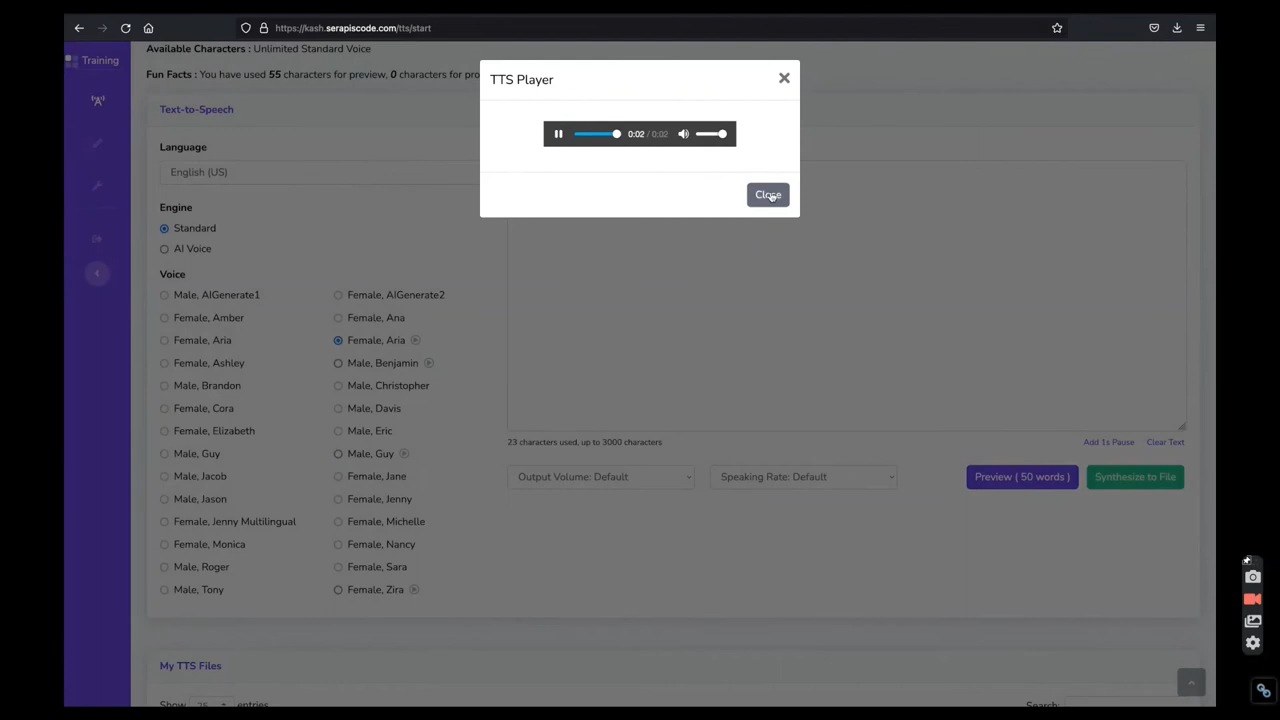 https://kash.serapiscode.com/tts/start
Training
Available Characters : Unlimited Standard Voice
Fun Facts : You have used 55 characters for preview, 0 characters for
TTS Player
0:02 / 0:02
Close
Text-to-Speech
Language
English (US)
Engine
Standard
AI Voice
Voice
Male, AIGenerate1
Female, AIGenerate2
Female, Amber
Female, Ana
Female, Aria
Female, Aria
Female, Ashley
Male, Benjamin
Male, Brandon
Male, Christopher
Female, Cora
Male, Davis
Female, Elizabeth
Male, Eric
Male, Guy
Male, Guy
Male, Jacob
Female, Jane
Male, Jason
Female, Jenny
Female, Jenny Multilingual
Female, Michelle
Female, Monica
Female, Nancy
Male, Roger
Female, Sara
Male, Tony
Female, Zira
23 characters used, up to 3000 characters
Add 1s Pause
Clear Text
Output Volume: Default
Speaking Rate: Default
Preview ( 50 words )
Synthesize to File
My TTS Files
Show 25 entries
Search: